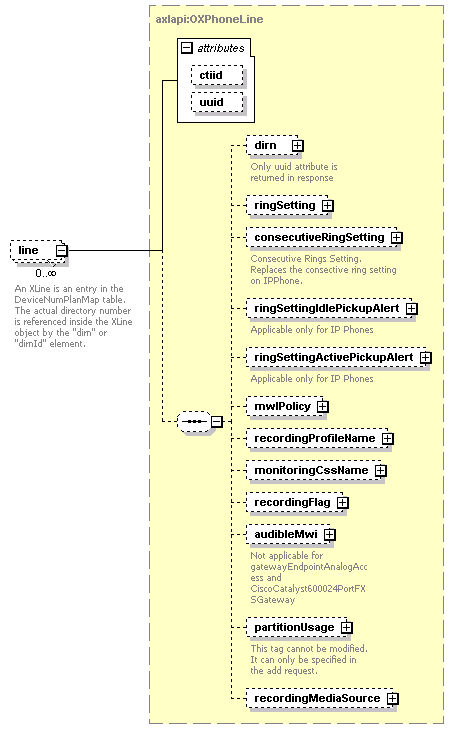 axlapi:OXPhoneLine
attributes
ctiid
uuid
dirn
Only uuid attribute is
returned in response
ringSetting
consecutiveRingSetting
Consecutive Rings Setting.
Replaces the consective ring setting
on IPPhone.
line
0..∞
An XLine is an entry in the
DeviceNumPlanMap table.
The actual directory number
is referenced inside the XLine
object by the "dirn" or
"dirnId" element.
ringSettingIdlePickupAlert
Applicable only for IP Phones
ringSettingActivePickupAlert
Applicable only for IP Phones
mwlPolicy
recordingProfileName
monitoringCssName
recordingFlag
audibleMwi
Not applicable for
gatewayEndpointAnalogAcc
ess and
CiscoCatalyst600024PortFX
SGateway
partitionUsage
This tag cannot be modified.
It can only be specified in
the add request.
recordingMediaSource